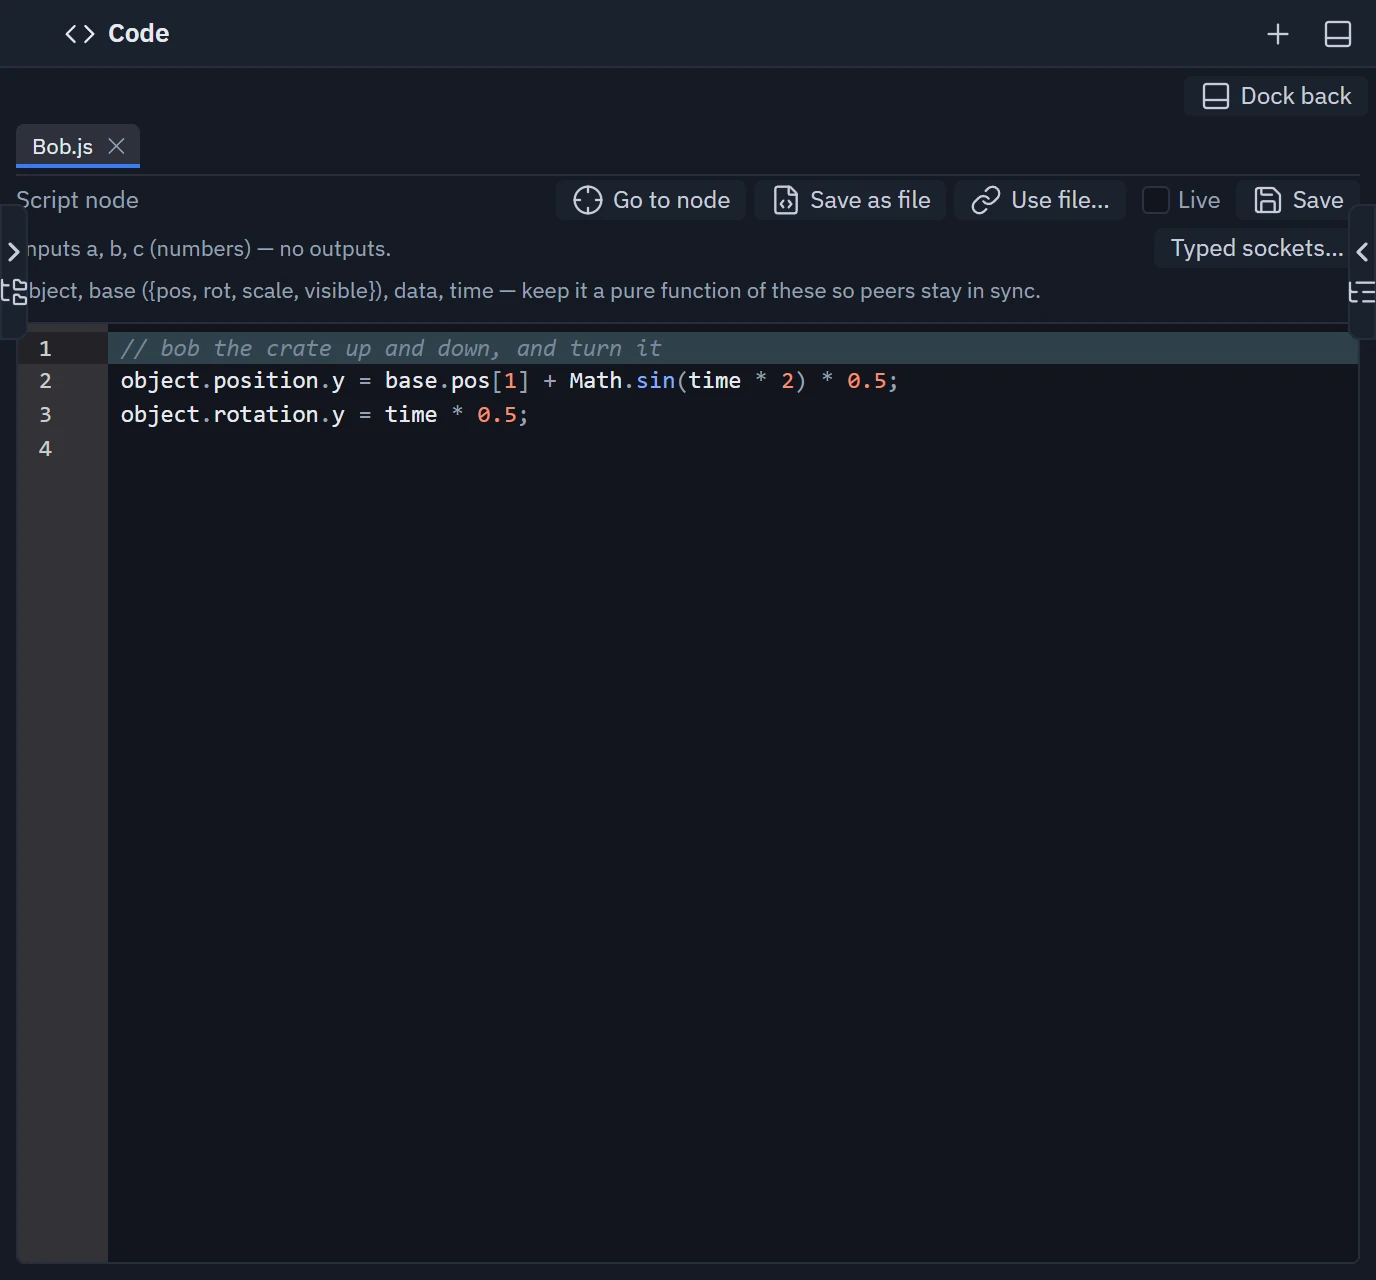 Code
Dock back
Bob.js
Script node
Go to node
Save as file
Use file...
Live
Save
nputs a, b, c (numbers) — no outputs.
Typed sockets...
bject, base ({pos, rot, scale, visible}), data, time — keep it a pure function of these so peers stay in sync.
1 // bob the crate up and down, and turn it
2 object.position.y = base.pos[1] + Math.sin(time * 2) * 0.5;
3 object.rotation.y = time * 0.5;
4